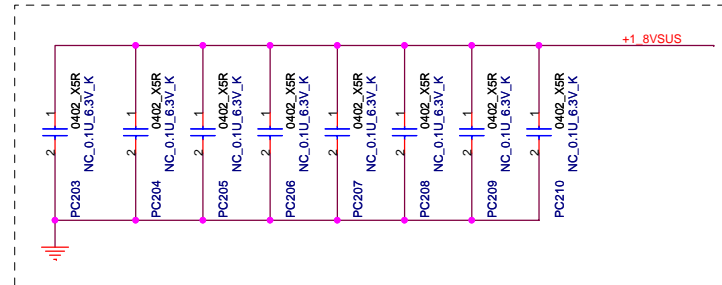 +1_8VSUS
1
2
0402_X5R
NC_0.1U_6.3V_K
PC203
1
2
0402_X5R
NC_0.1U_6.3V_K
PC204
1
2
0402_X5R
NC_0.1U_6.3V_K
PC205
1
2
0402_X5R
NC_0.1U_6.3V_K
PC206
1
2
0402_X5R
NC_0.1U_6.3V_K
PC207
1
2
0402_X5R
NC_0.1U_6.3V_K
PC208
1
2
0402_X5R
NC_0.1U_6.3V_K
PC209
1
2
0402_X5R
NC_0.1U_6.3V_K
PC210